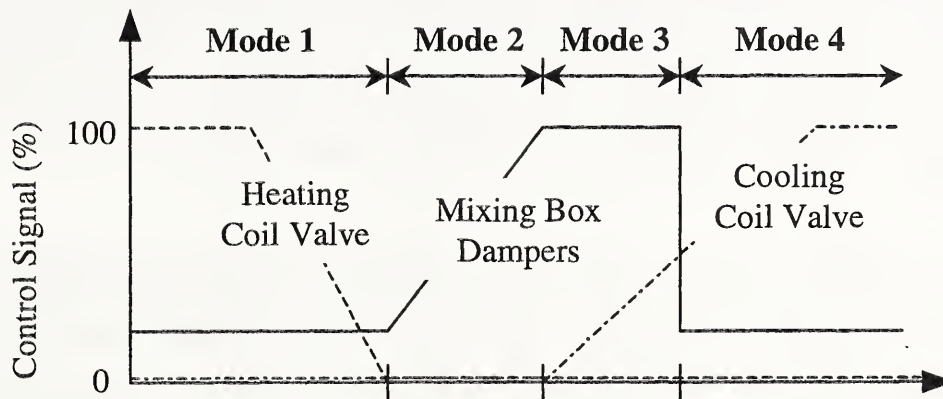 Mode 1 Mode 2 Mode 3 Mode 4
Control Signal (%)
100
Heating
Coil Valve
Mixing Box
Dampers
Cooling
Coil Valve
0